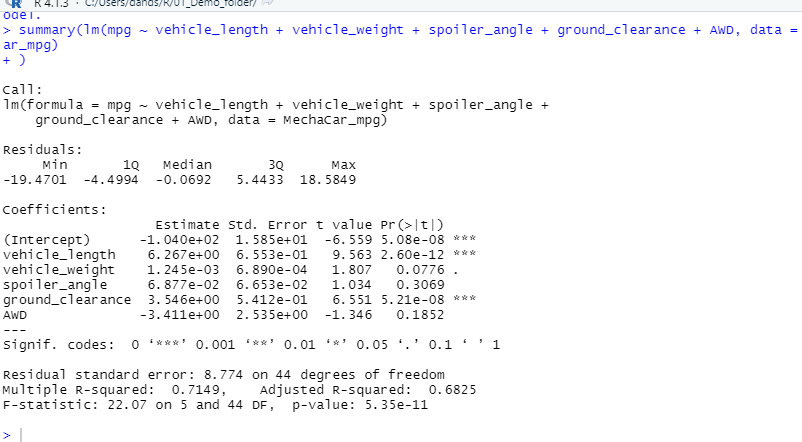 R 4.1.3 · C:/Users/dands/R/01_Demo_folder/
odel.
> summary(lm(mpg ~ vehicle_length + vehicle_weight + spoiler_angle + ground_clearance + AWD, data =
ar_mpg)
+ )
Call:
lm(formula = mpg ~ vehicle_length + vehicle_weight + spoiler_angle +
    ground_clearance + AWD, data = MechaCar_mpg)
Residuals:
     Min       1Q   Median       3Q      Max
-19.4701  -4.4994  -0.0692   5.4433  18.5849
Coefficients:
                   Estimate Std. Error t value Pr(>|t|)
(Intercept)      -1.040e+02  1.585e+01  -6.559 5.08e-08 ***
vehicle_length    6.267e+00  6.553e-01   9.563 2.60e-12 ***
vehicle_weight    1.245e-03  6.890e-04   1.807   0.0776 .
spoiler_angle     6.877e-02  6.653e-02   1.034   0.3069
ground_clearance  3.546e+00  5.412e-01   6.551 5.21e-08 ***
AWD              -3.411e+00  2.535e+00  -1.346   0.1852
---
Signif. codes:  0 ‘***’ 0.001 ‘**’ 0.01 ‘*’ 0.05 ‘.’ 0.1 ‘ ’ 1
Residual standard error: 8.774 on 44 degrees of freedom
Multiple R-squared:  0.7149,    Adjusted R-squared:  0.6825
F-statistic: 22.07 on 5 and 44 DF,  p-value: 5.35e-11
>